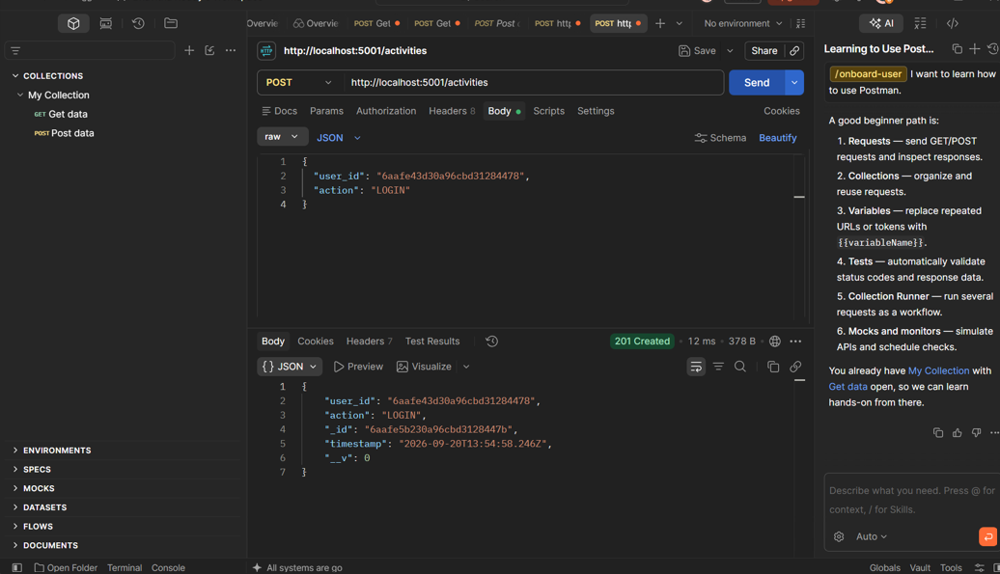 Overvie
Overvie
POST Get
POST Get
POST Post
POST http
POST http
No environment
AI
http://localhost:5001/activities
Save
Share
Learning to Use Post...
COLLECTIONS
My Collection
GET Get data
POST Post data
POST
http://localhost:5001/activities
Send
/onboard-user I want to learn how
to use Postman.
Docs
Params
Authorization
Headers 8
Body
Scripts
Settings
Cookies
raw
JSON
Schema
Beautify
1 {
2 "user_id": "6aafe43d30a96cbd31284478",
3 "action": "LOGIN"
4 }
A good beginner path is:
1. Requests — send GET/POST
requests and inspect responses.
2. Collections — organize and
reuse requests.
3. Variables — replace repeated
URLs or tokens with
{{variableName}}.
4. Tests — automatically validate
status codes and response data.
5. Collection Runner — run several
requests as a workflow.
6. Mocks and monitors — simulate
APIs and schedule checks.
You already have My Collection with
Get data open, so we can learn
hands-on from there.
Body
Cookies
Headers 7
Test Results
201 Created
12 ms
378 B
{} JSON
Preview
Visualize
1 {
2 "user_id": "6aafe43d30a96cbd31284478",
3 "action": "LOGIN",
4 "_id": "6aafe5b230a96cbd3128447b",
5 "timestamp": "2026-09-20T13:54:58.246Z",
6 "__v": 0
7 }
ENVIRONMENTS
SPECS
MOCKS
DATASETS
FLOWS
DOCUMENTS
Describe what you need. Press @ for
context, / for Skills.
Auto
Open Folder
Terminal
Console
All systems are go
Globals
Vault
Tools